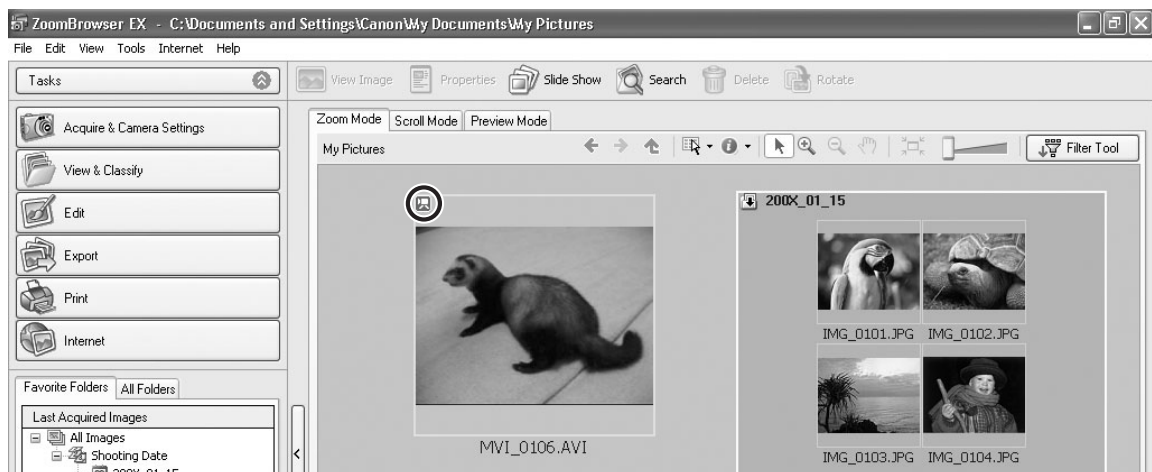 ZoomBrowser EX - C:\Documents and Settings\Canon\My Documents\My Pictures
File Edit View Tools Internet Help
Tasks
View Image Properties Slide Show Search Delete Rotate
Acquire & Camera Settings
View & Classify
Edit
Export
Print
Internet
Favorite Folders All Folders
Last Acquired Images
All Images
Shooting Date
200X_01_15
Zoom Mode Scroll Mode Preview Mode
My Pictures Filter Tool
MVI_0106.AVI
200X_01_15
IMG_0101.JPG IMG_0102.JPG
IMG_0103.JPG IMG_0104.JPG